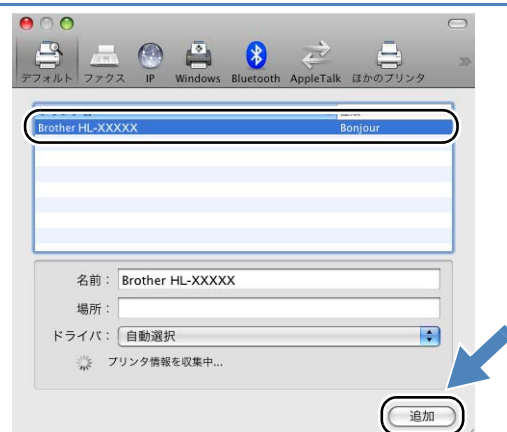 デフォルト ファクス IP Windows Bluetooth AppleTalk ほかのプリンタ
Brother HL-XXXXX Bonjour
名前： Brother HL-XXXXX
場所：
ドライバ： 自動選択
プリンタ情報を収集中...
追加